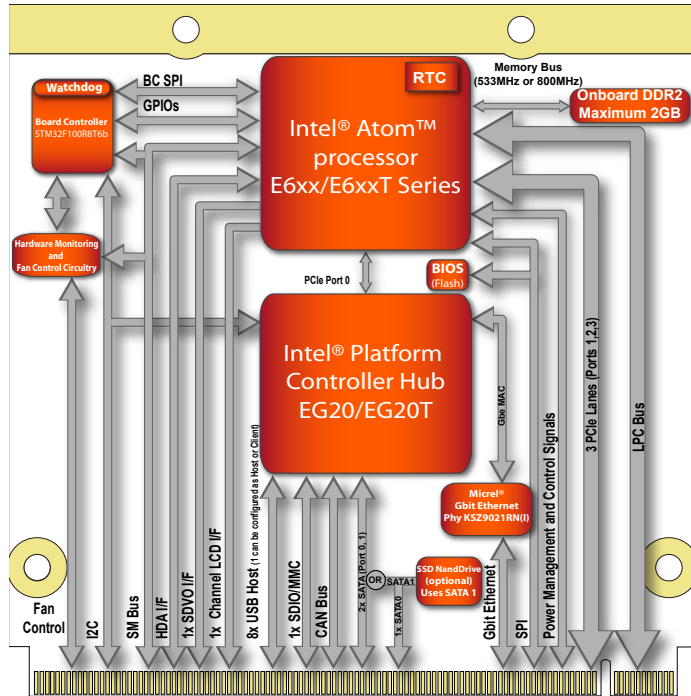 BC SPI
GPIOs
Watchdog
Board Controller
STM32F100R8T6b
RTC
Intel® Atom™
processor
E6xx/E6xxT Series
Memory Bus
(533MHz or 800MHz)
Onboard DDR2
Maximum 2GB
Hardware Monitoring
and
Fan Control Circuitry
PCIe Port 0
BIOS
(Flash)
Intel® Platform
Controller Hub
EG20/EG20T
Gbe MAC
Micrel®
Gbit Ethernet
Phy KSZ9021RN(I)
SSD NandDrive
(optional)
Uses SATA 1
OR
SATA1
Fan
Control
I2C
SM Bus
HDA I/F
1x SDVO I/F
1x Channel LCD I/F
8x USB Host (1 can be configured as Host or Client)
1x SDIO/MMC
CAN Bus
2x SATA (Port 0, 1)
1x SATA0
Gbit Ethernet
SPI
Power Management and Control Signals
3 PCIe Lanes (Ports 1,2,3)
LPC Bus